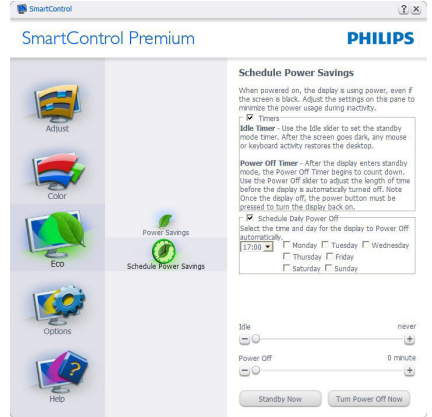 SmartControl
SmartControl Premium
PHILIPS
Adjust
Color
Eco
Options
Help
Power Savings
Schedule Power Savings
Schedule Power Savings
When powered on, the display is using power, even if
the screen is black. Adjust the settings on this pane to
minimize the power usage during inactivity.
Timers
Idle Timer - Use the Idle slider to set the standby
mode timer. After the screen goes dark, any mouse
or keyboard activity restores the desktop.
Power Off Timer - After the display enters standby
mode, the Power Off Timer begins to count down.
Use the Power Off slider to adjust the length of time
before the display is automatically turned off. Note
Once the display off, the power button must be
pressed to turn the display back on.
Schedule Daily Power Off
Select the time and day for the display to Power Off
automatically.
17:00 Monday Tuesday Wednesday
Thursday Friday
Saturday Sunday
Idle never
Power Off 0 minute
Standby Now Turn Power Off Now